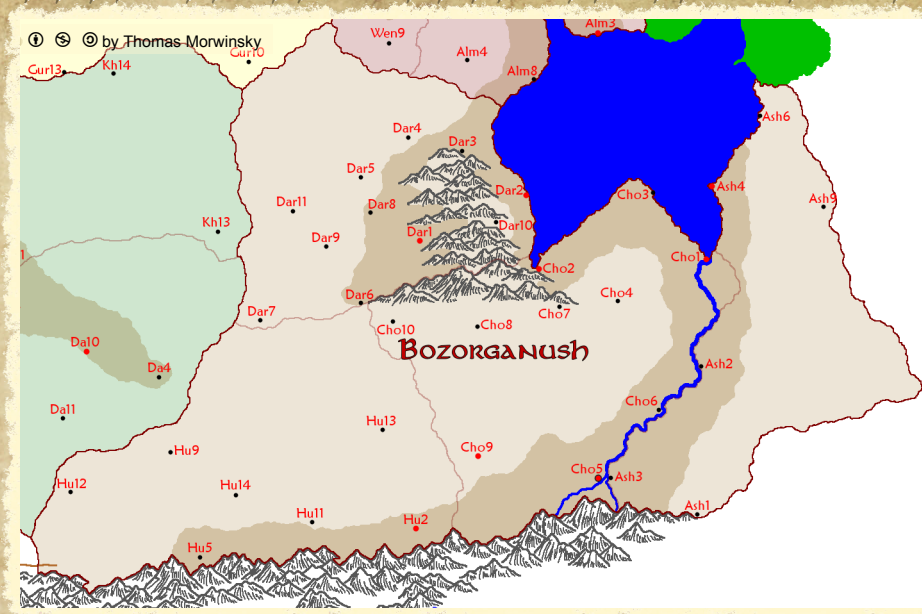 Wen9
Alm3
by Thomas Morwinsky
Gur10
Alm4
Gur13
Kh14
Alm8
Ash6
Dar4
Dar3
Dar5
Dar2
Ash4
Cho3
Ash9
Dar11
Dar8
Kh13
Dar1
Dar10
Dar9
1
Cho1
Cho2
Dar6
Cho4
Dar7
Cho7
Cho10
Cho8
Da10
Bozorganush
Da4
Ash2
Da11
Cho6
Hu13
Hu9
Cho9
Hu12
Hu14
Cho5
Ash3
Hu11
Hu2
Ash1
Hu5